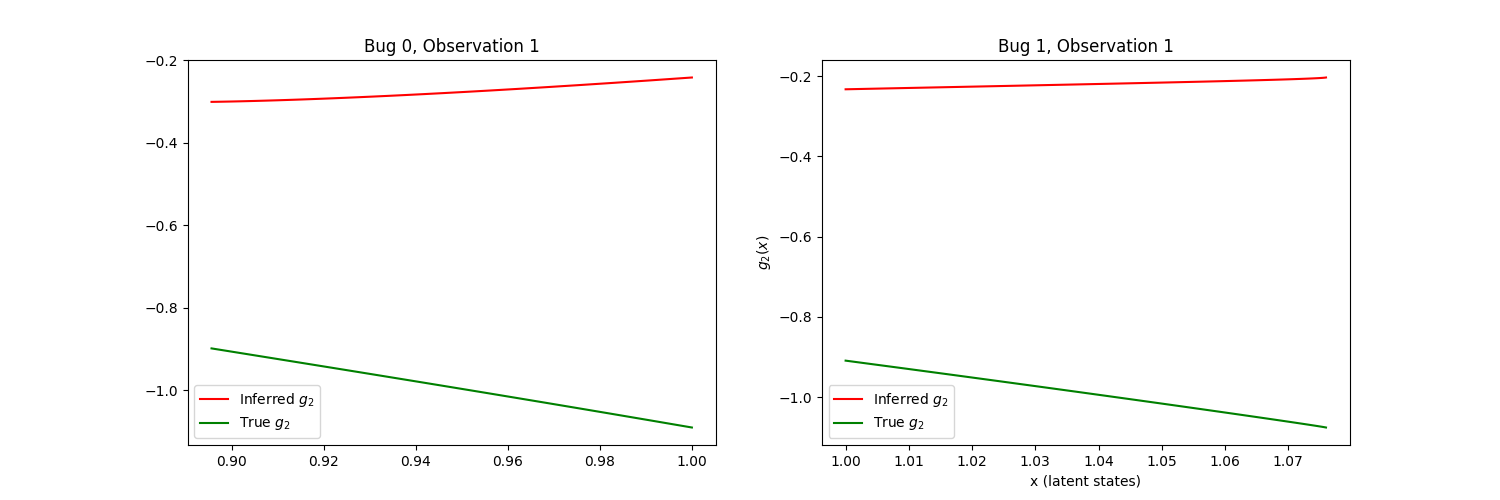 Bug 0, Observation 1
−0.2
−0.4
−0.6
−0.8
−1.0
Inferred g₂
True g₂
0.90 0.92 0.94 0.96 0.98 1.00
Bug 1, Observation 1
g₂(x)
−0.2
−0.4
−0.6
−0.8
−1.0
Inferred g₂
True g₂
1.00 1.01 1.02 1.03 1.04 1.05 1.06 1.07
x (latent states)